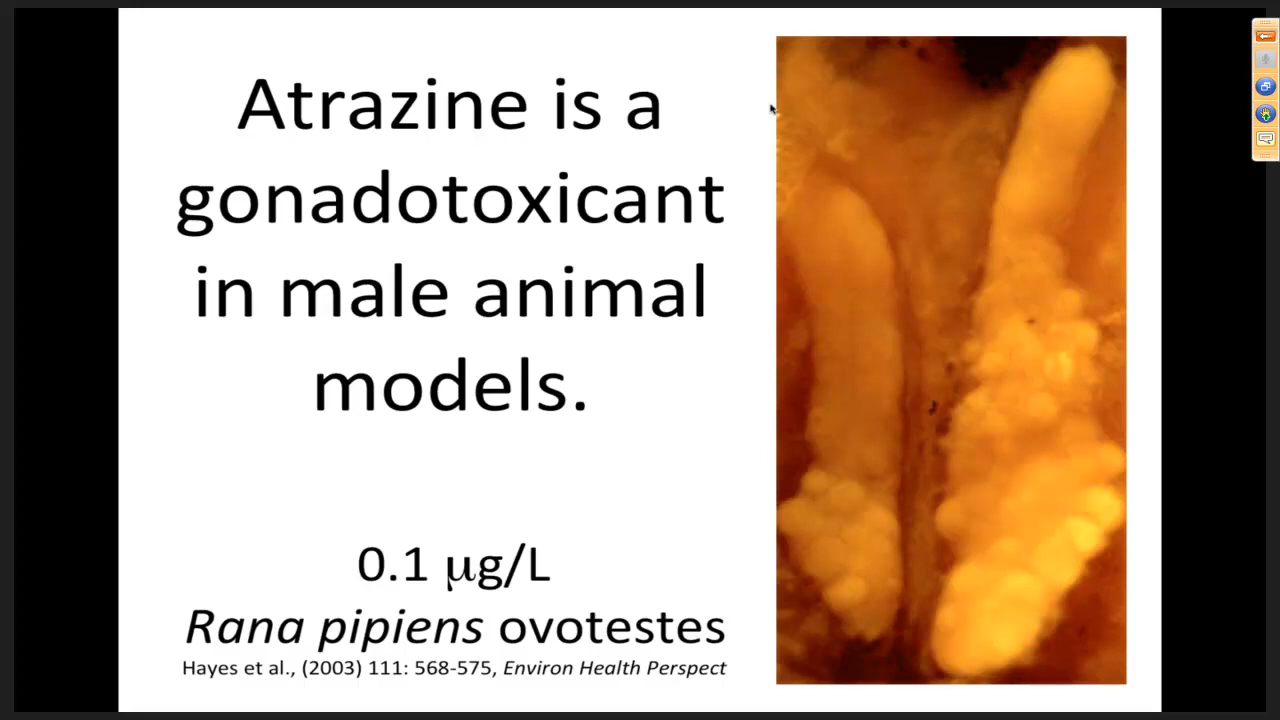 Atrazine is a
gonadotoxicant
in male animal
models.
0.1 μg/L
Rana pipiens ovotestes
Hayes et al., (2003) 111: 568-575, Environ Health Perspect